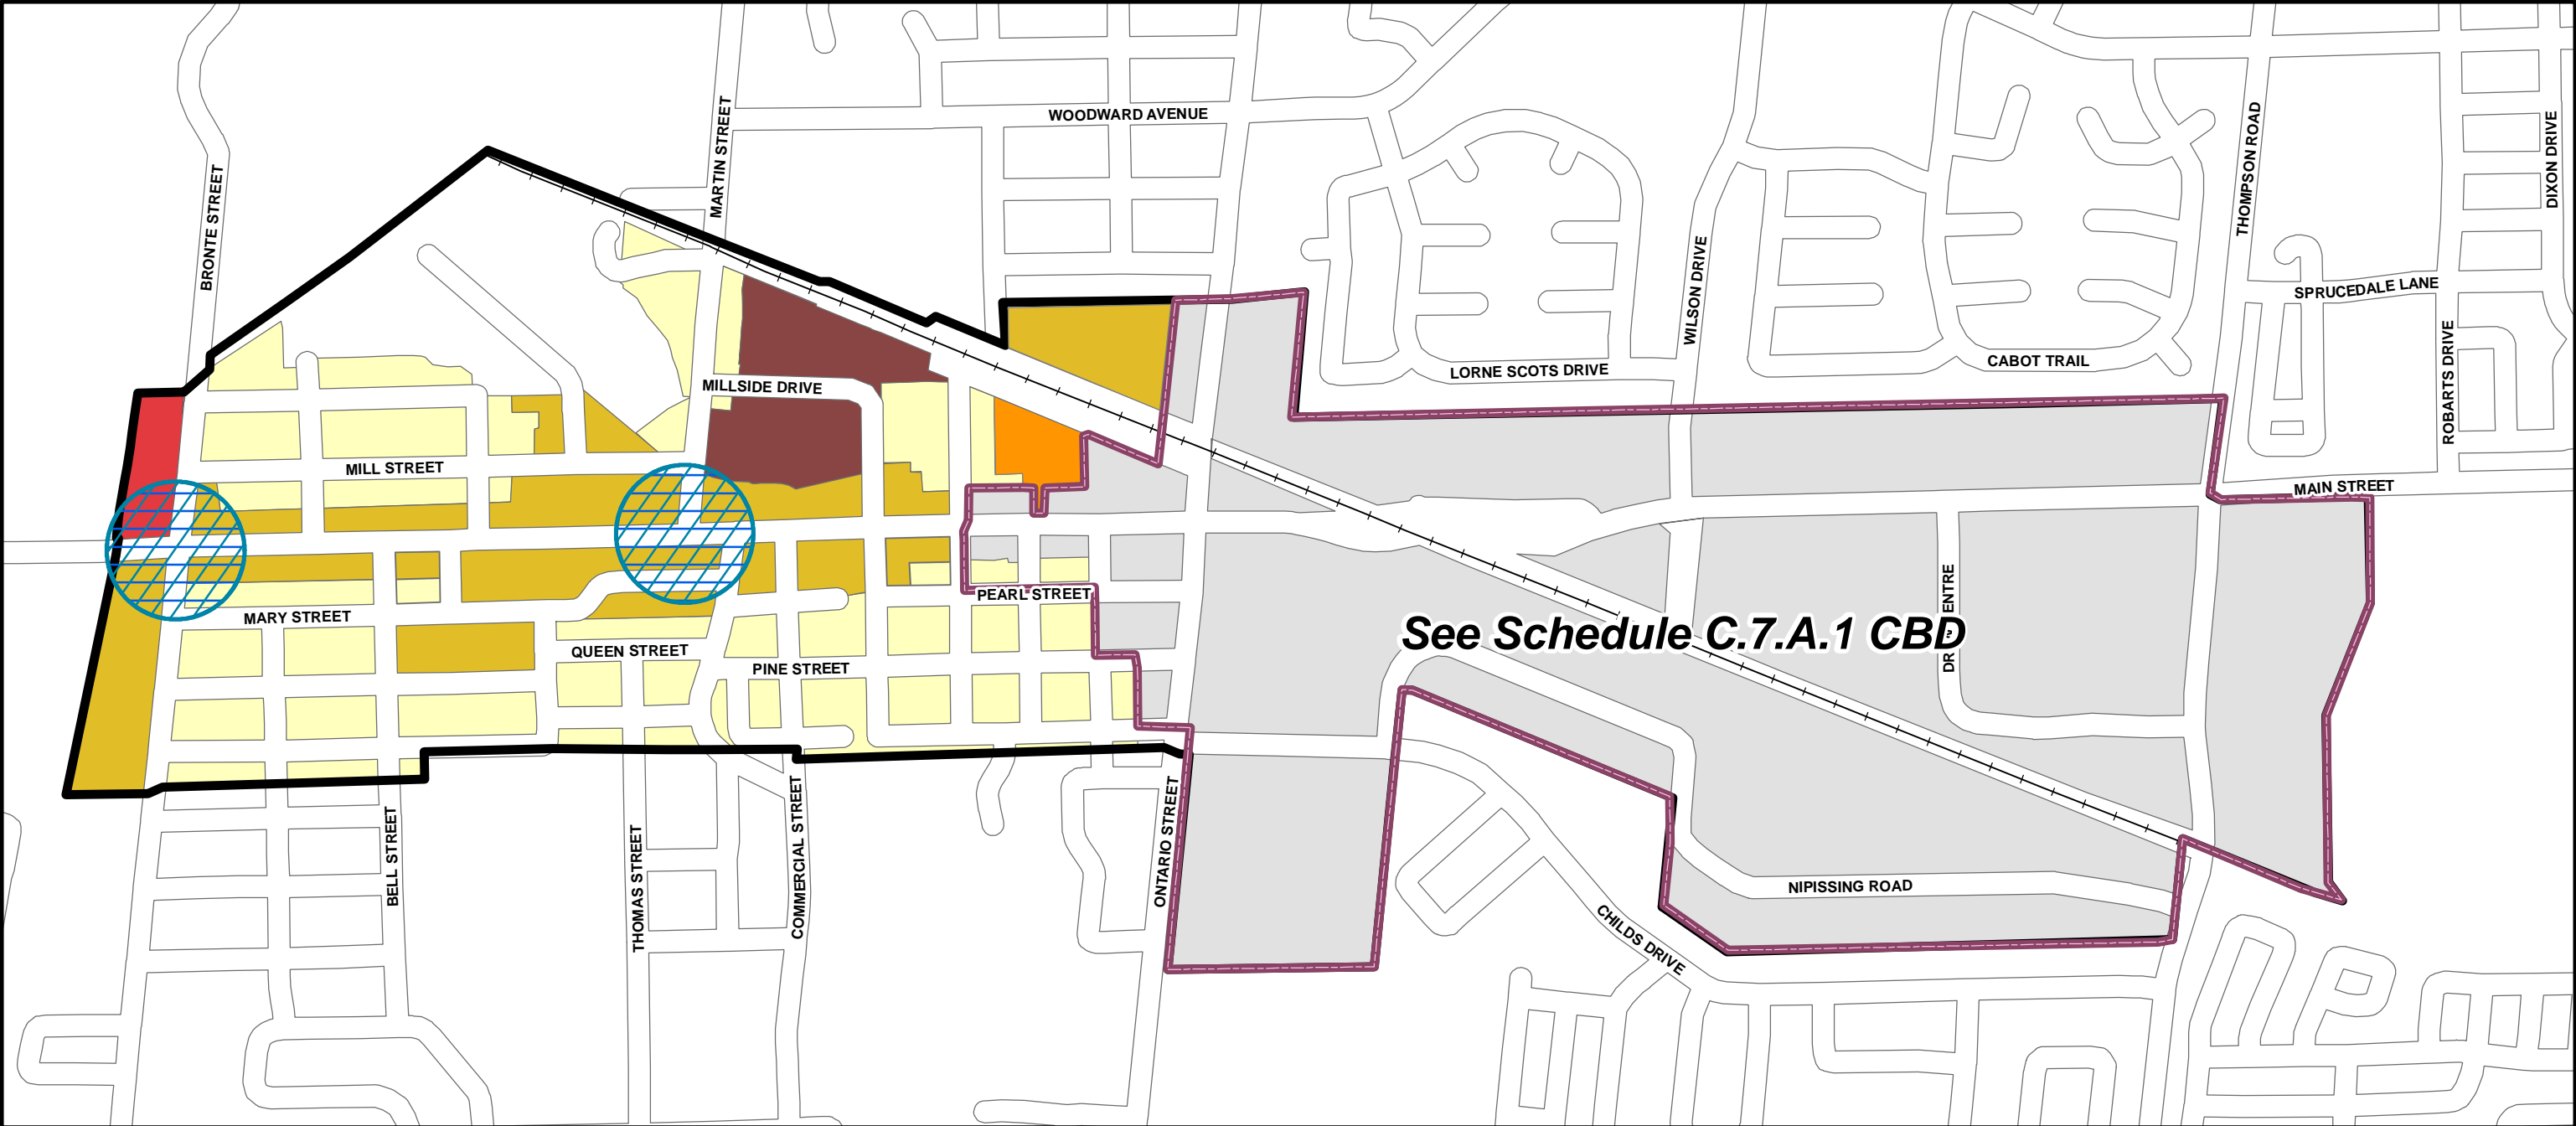 WOODWARD AVENUE
MARTIN STREET
BRONTE STREET
THOMPSON ROAD
DIXON DRIVE
WILSON DRIVE
SPRUCEDALE LANE
ROBARTS DRIVE
CABOT TRAIL
LORNE SCOTS DRIVE
MILLSIDE DRIVE
MILL STREET
MAIN STREET
PEARL STREET
MARY STREET
QUEEN STREET
PINE STREET
See Schedule C.7.A.1 CBD
ENTRE
BELL STREET
THOMAS STREET
COMMERCIAL STREET
ONTARIO STREET
NIPISSING ROAD
CHILDS DRIVE